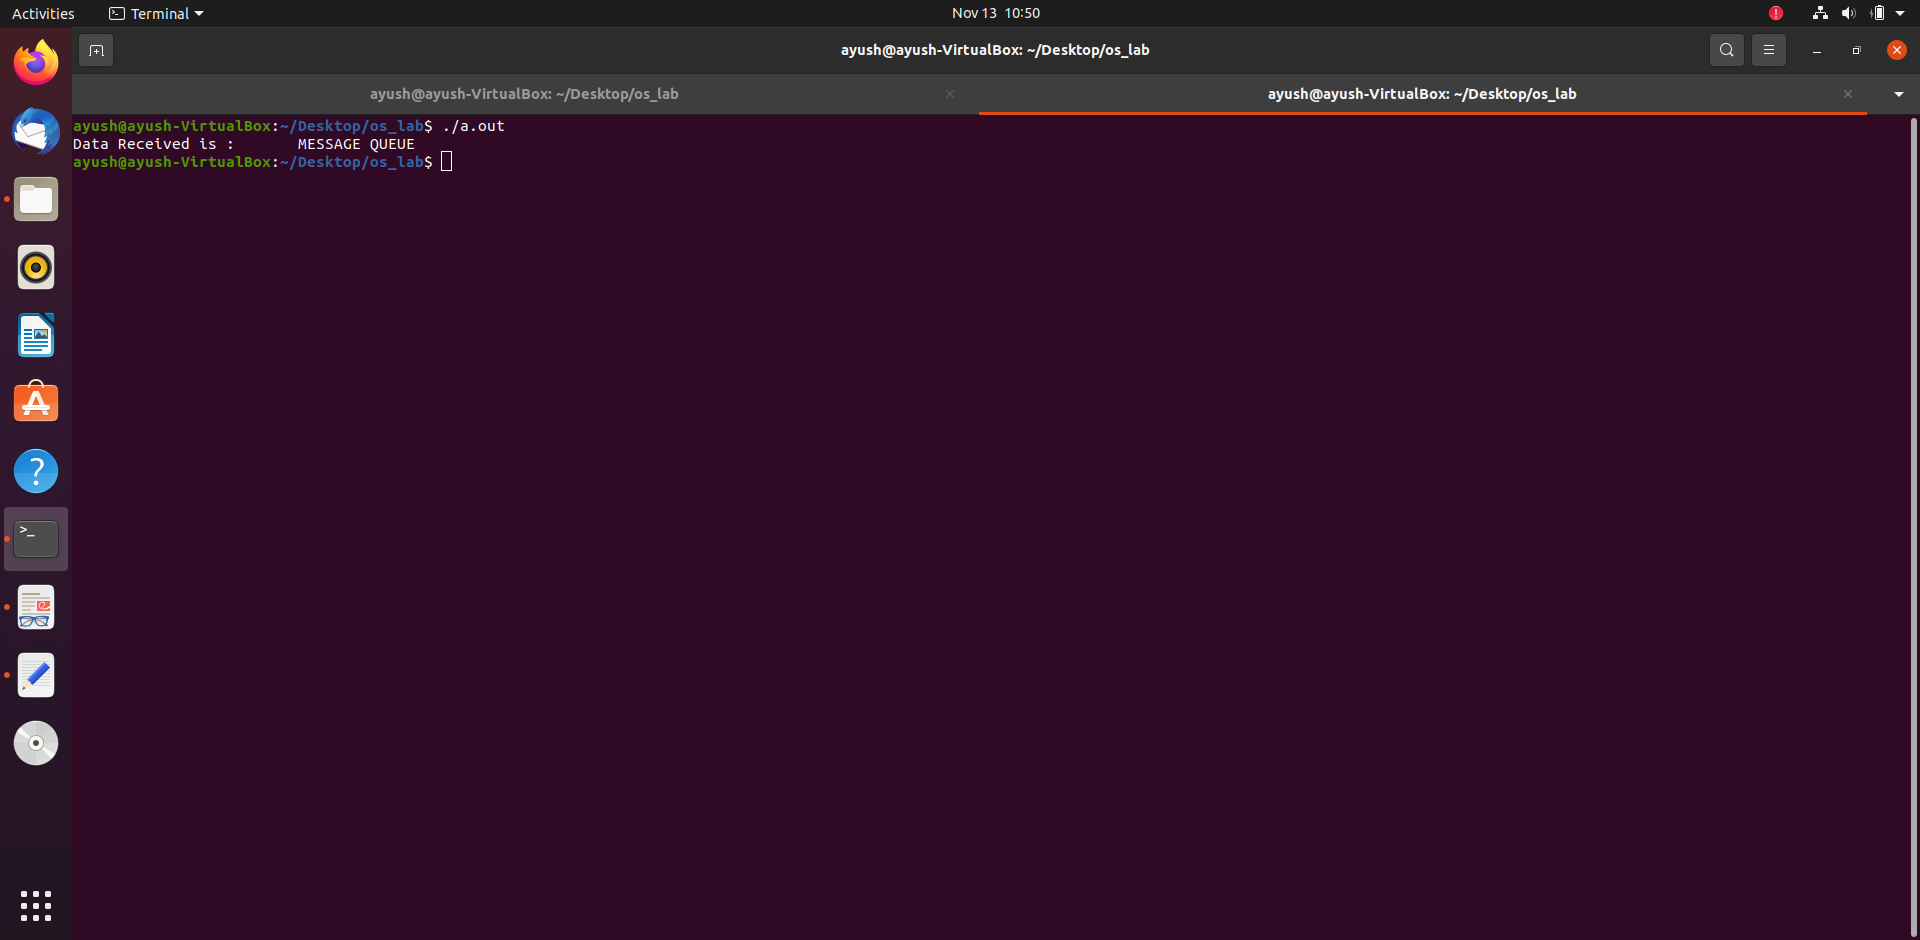 Activities
Terminal
Nov 13 10:50
ayush@ayush-VirtualBox: ~/Desktop/os_lab
ayush@ayush-VirtualBox: ~/Desktop/os_lab
ayush@ayush-VirtualBox: ~/Desktop/os_lab
ayush@ayush-VirtualBox:~/Desktop/os_lab$ ./a.out
Data Received is :       MESSAGE QUEUE
ayush@ayush-VirtualBox:~/Desktop/os_lab$